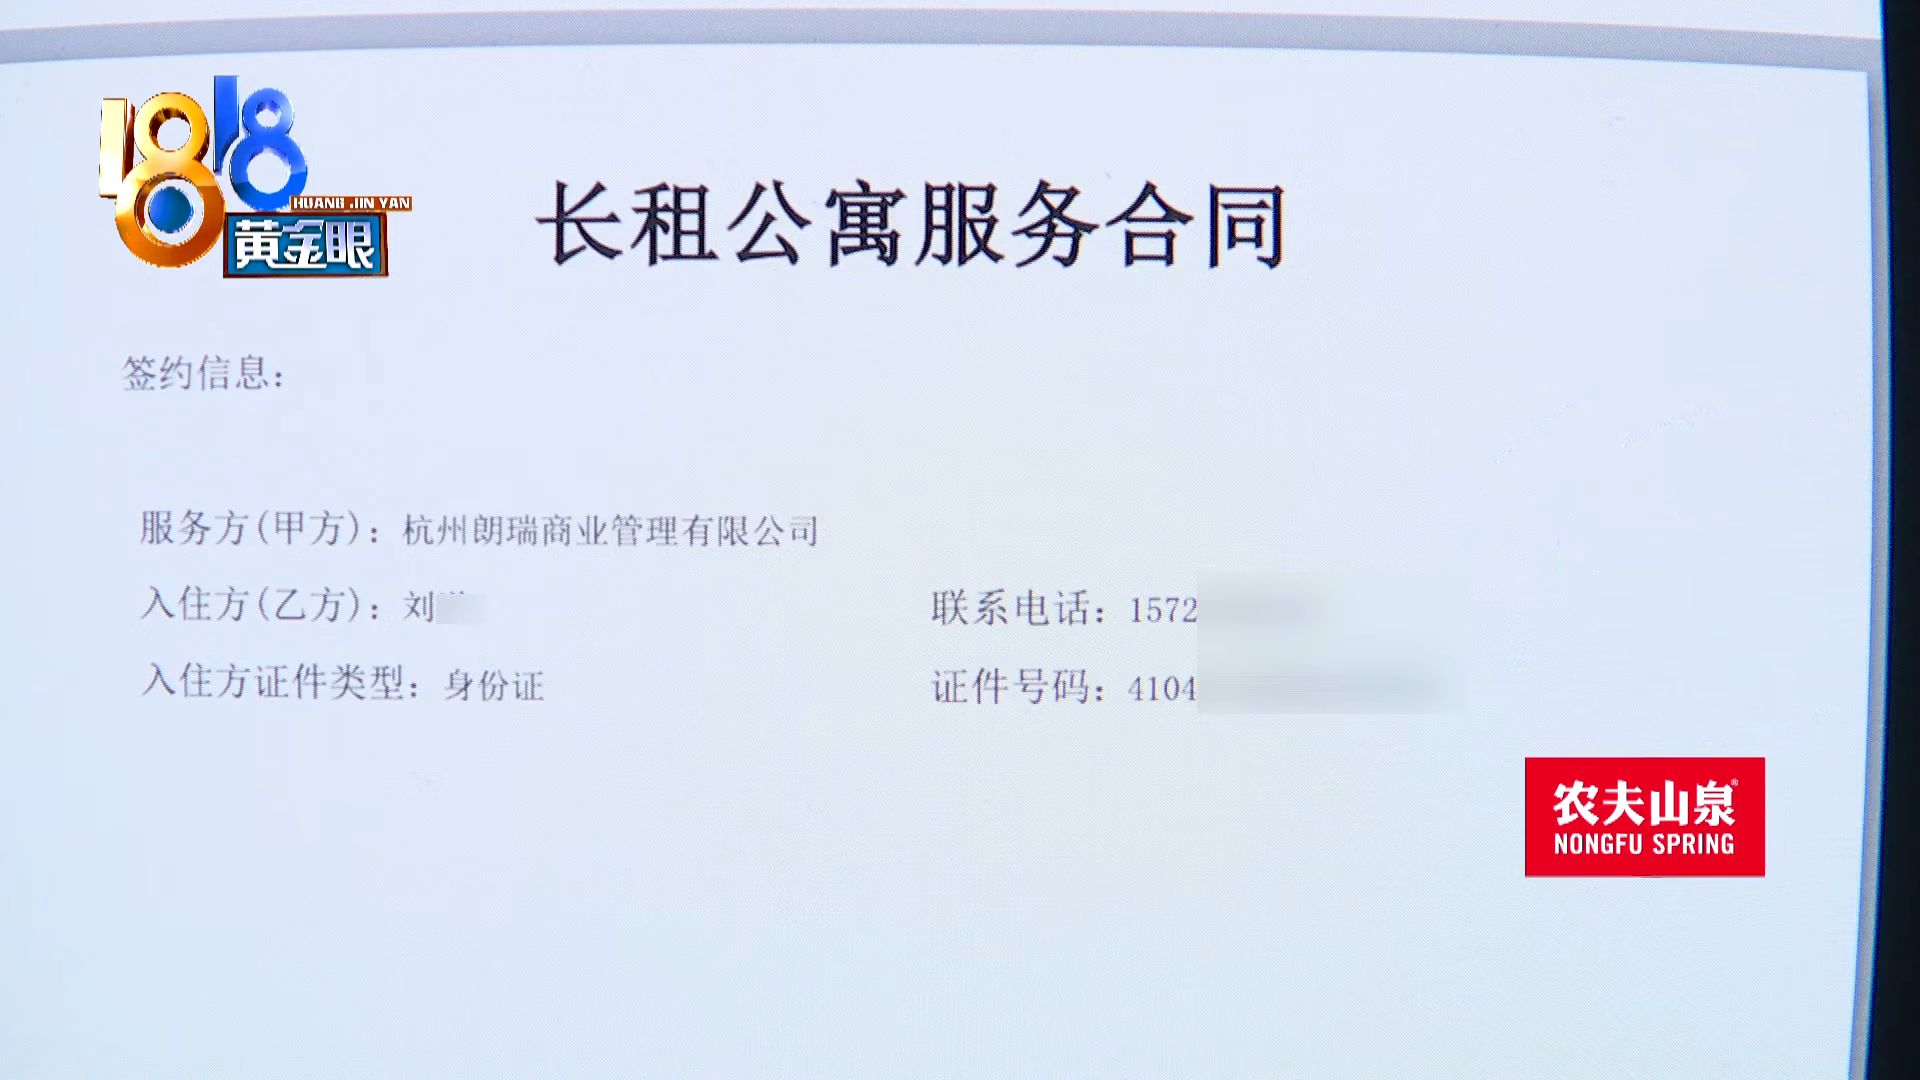 1818
HUANG JIN YAN
黄金眼
长租公寓服务合同
签约信息：
服务方(甲方)：杭州朗瑞商业管理有限公司
入住方(乙方)：刘
联系电话：1572
入住方证件类型：身份证
证件号码：4104
农夫山泉®
NONGFU SPRING